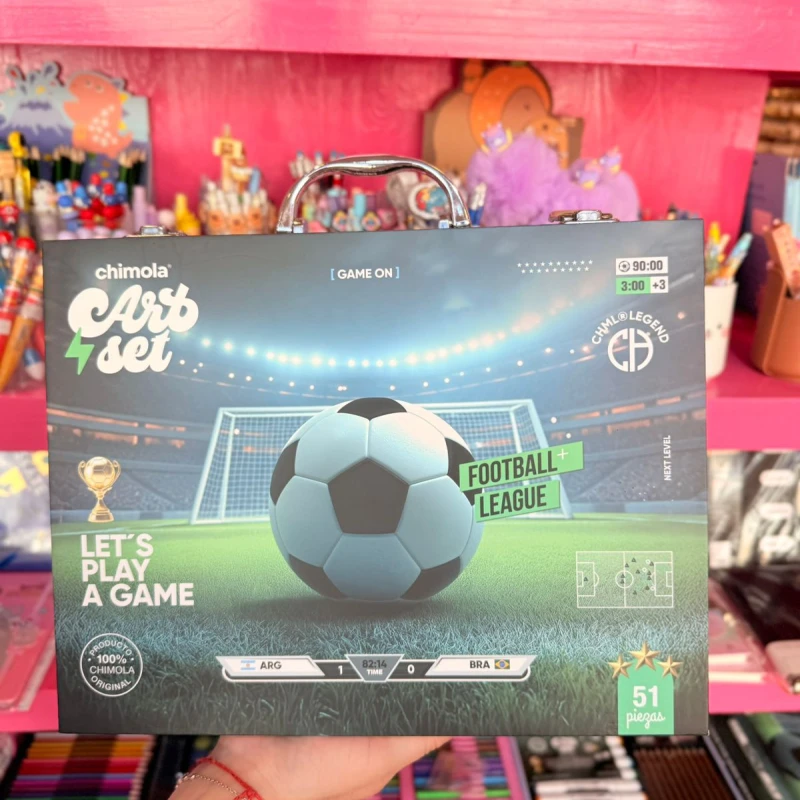 chimola®
Art
set
[ GAME ON ]
90:00
3:00 +3
CHML® LEGEND
CH
FOOTBALL
LEAGUE
NEXT LEVEL
LET´S
PLAY
A GAME
PRODUCTO
100%
CHIMOLA
ORIGINAL
ARG 1 82:14 0 BRA
TIME
51
piezas